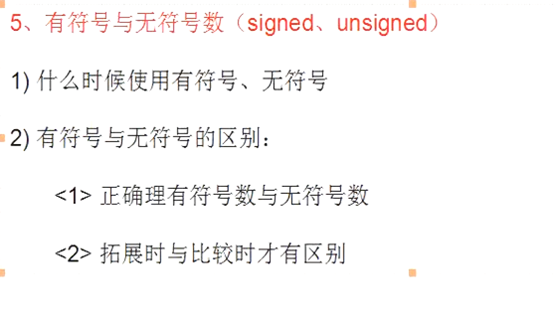 5、有符号与无符号数（signed、unsigned）
1) 什么时候使用有符号、无符号
2) 有符号与无符号的区别：
<1> 正确理有符号数与无符号数
<2> 拓展时与比较时才有区别